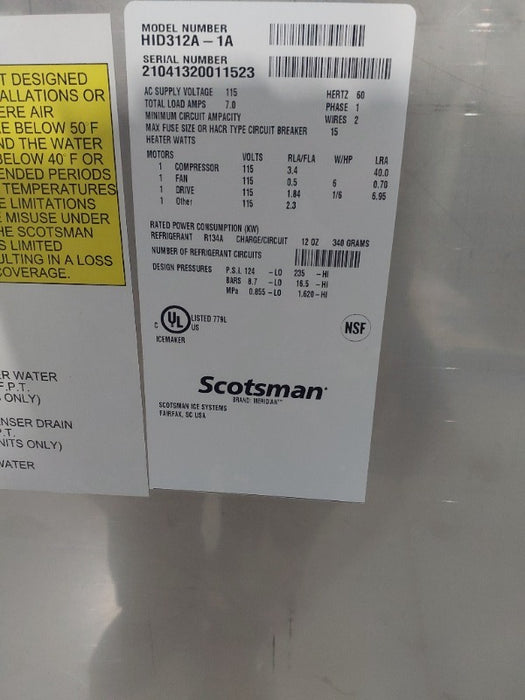 T DESIGNED
ALLATIONS OR
ERE AIR
E BELOW 50°F
ND THE WATER
BELOW 40°F OR
ENDED PERIODS
TEMPERATURES
E LIMITATIONS
MISUSE UNDER
HE SCOTSMAN
S LIMITED
ULTING IN A LOSS
COVERAGE.
R WATER
F.P.T.
ONLY)
NSER DRAIN
P.T.
NITS ONLY)
WATER
MODEL NUMBER
HID312A-1A
SERIAL NUMBER
21041320011523
AC SUPPLY VOLTAGE 115 HERTZ 60
TOTAL LOAD AMPS 7.0 PHASE 1
MINIMUM CIRCUIT AMPACITY WIRES 2
MAX FUSE SIZE OR HACR TYPE CIRCUIT BREAKER 15
HEATER WATTS
MOTORS VOLTS RLA/FLA W/HP LRA
1 COMPRESSOR 115 3.4 40.0
1 FAN 115 0.5 6 0.70
1 DRIVE 115 1.84 1/6 6.95
1 Other 115 2.3
RATED POWER CONSUMPTION (KW)
REFRIGERANT R134A CHARGE/CIRCUIT 12 OZ 340 GRAMS
NUMBER OF REFRIGERANT CIRCUITS
DESIGN PRESSURES P.S.I. 124 -LO 235 -HI
BARS 8.7 -LO 16.5 -HI
MPa 0.855-LO 1.620-HI
C UL US LISTED 779L
ICEMAKER
NSF
Scotsman
BRAND: MERIDIAN™
SCOTSMAN ICE SYSTEMS
FAIRFAX, SC USA